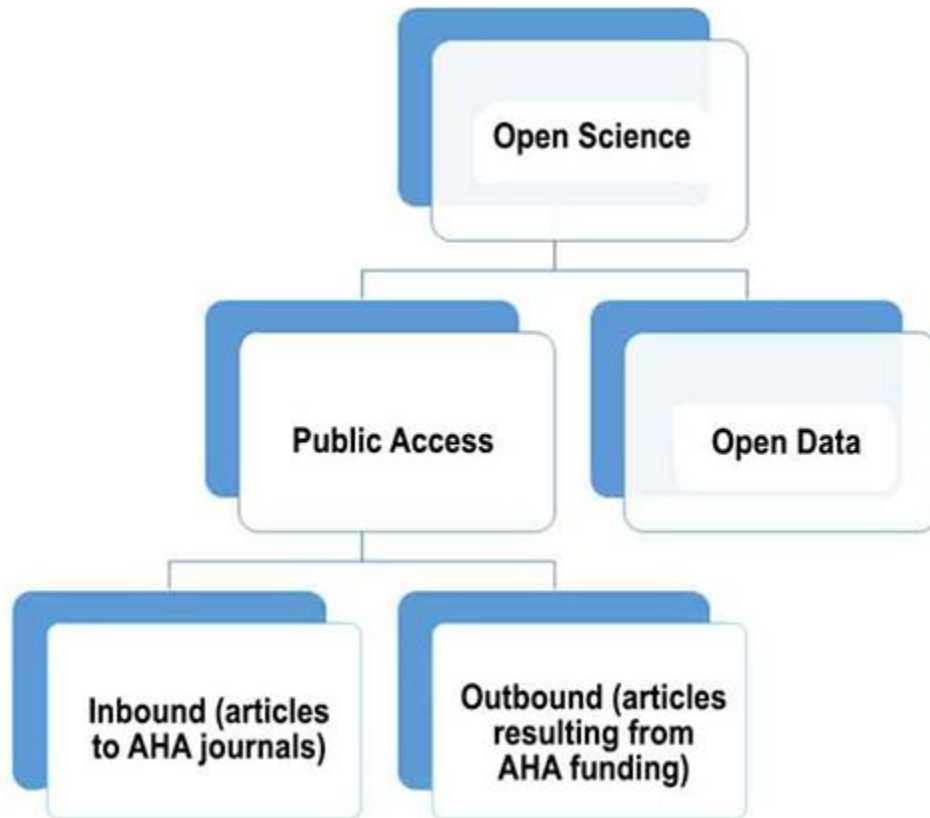 Open Science
Public Access
Open Data
Inbound (articles
to AHA journals)
Outbound (articles
resulting from
AHA funding)